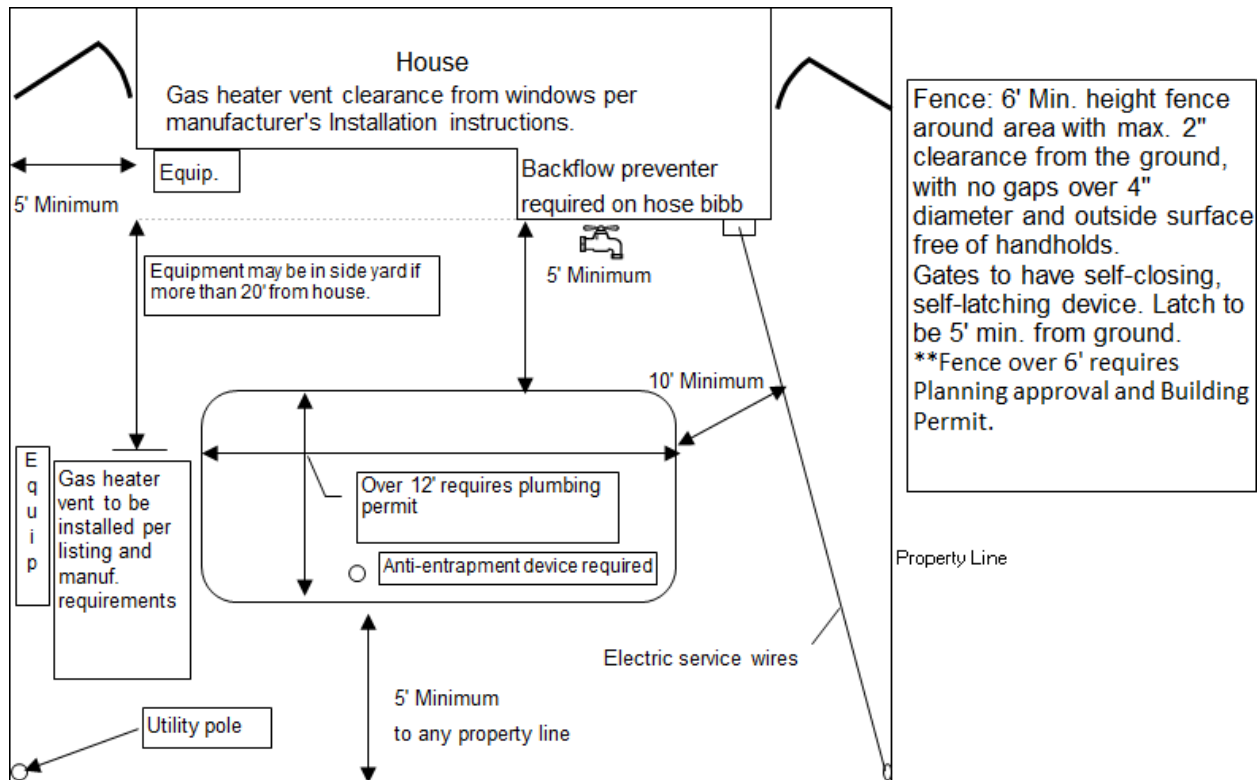 House
Gas heater vent clearance from windows per
manufacturer's Installation instructions.
Equip.
5' Minimum
Backflow preventer
required on hose bibb
5' Minimum
Equipment may be in side yard if
more than 20' from house.
10' Minimum
E
q
u
i
p
Gas heater
vent to be
installed per
listing and
manuf.
requirements
Over 12' requires plumbing
permit
Anti-entrapment device required
Electric service wires
5' Minimum
to any property line
Utility pole
Fence: 6' Min. height fence
around area with max. 2"
clearance from the ground,
with no gaps over 4"
diameter and outside surface
free of handholds.
Gates to have self-closing,
self-latching device. Latch to
be 5' min. from ground.
**Fence over 6' requires
Planning approval and Building
Permit.
Property Line